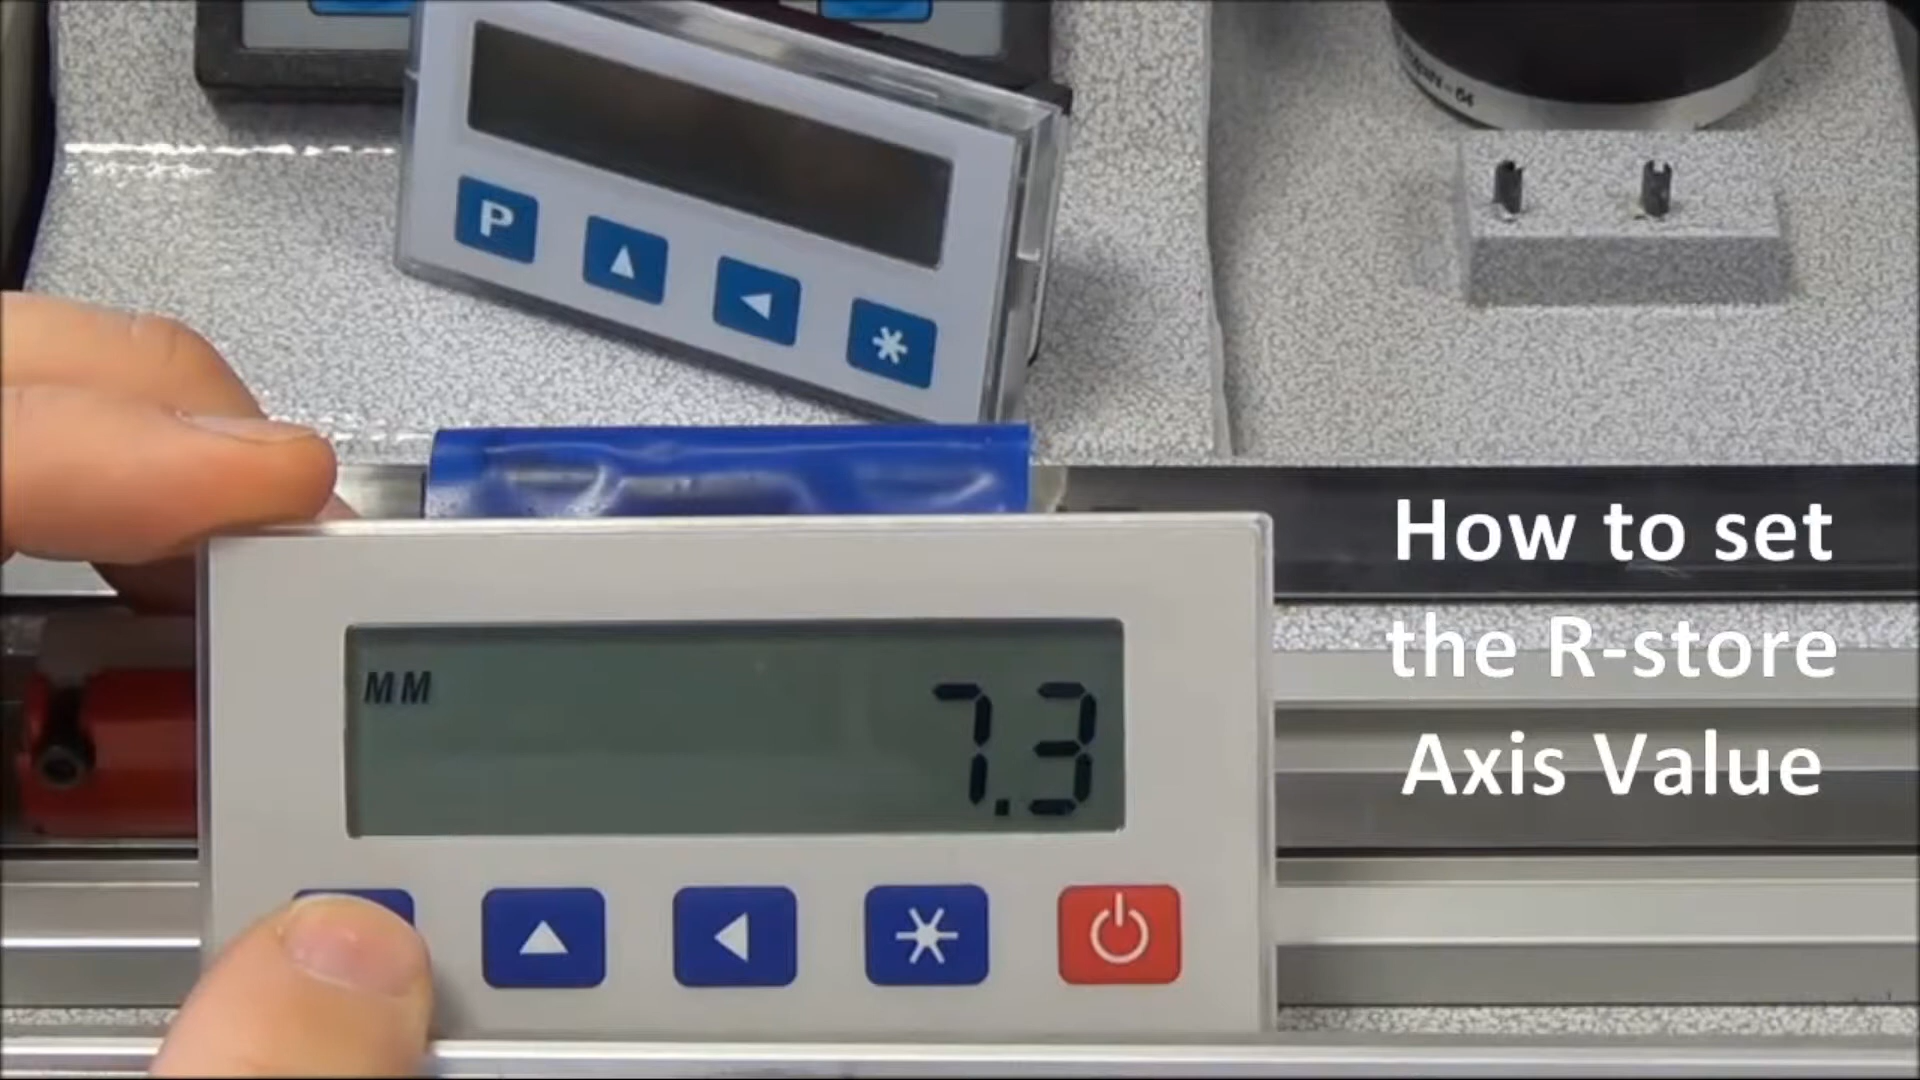 P
MM
7.3
How to set
the R-store
Axis Value